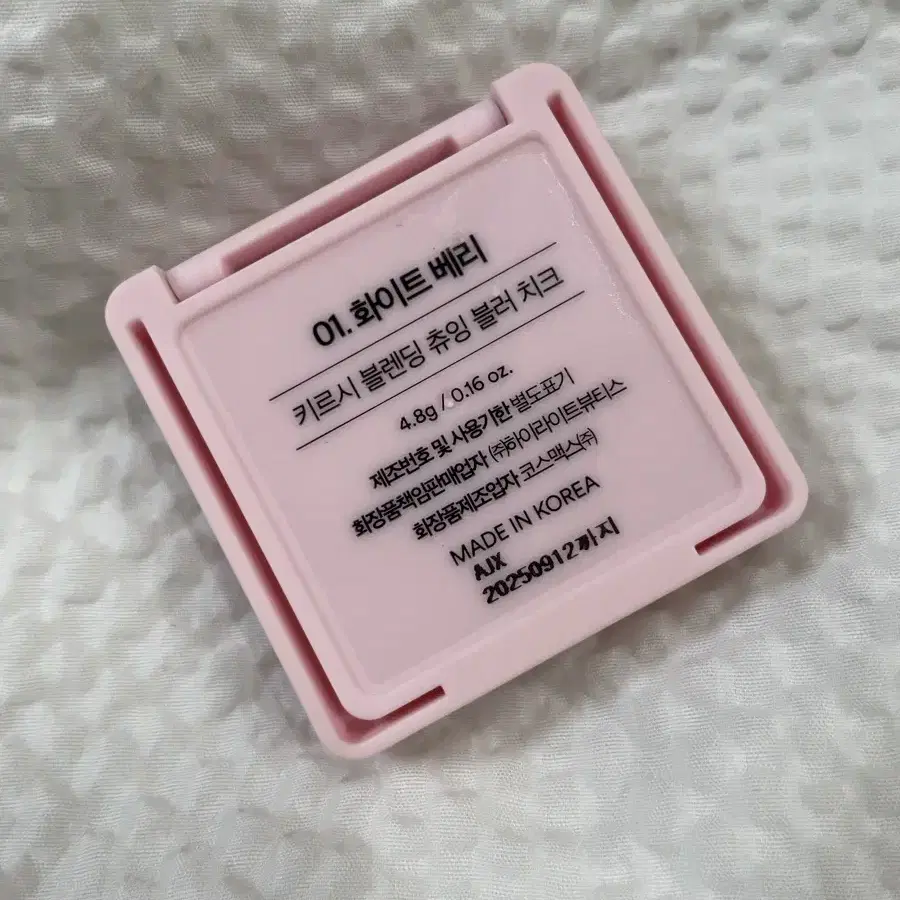 01. 화이트 베리
키르시 블렌딩 츄잉 블러 치크
4.8g / 0.16 oz.
제조번호 및 사용기한 별도표기
화장품책임판매업자 ㈜하이라이트뷰티스
화장품제조업자 코스맥스㈜
MADE IN KOREA
AJX
20250912까지